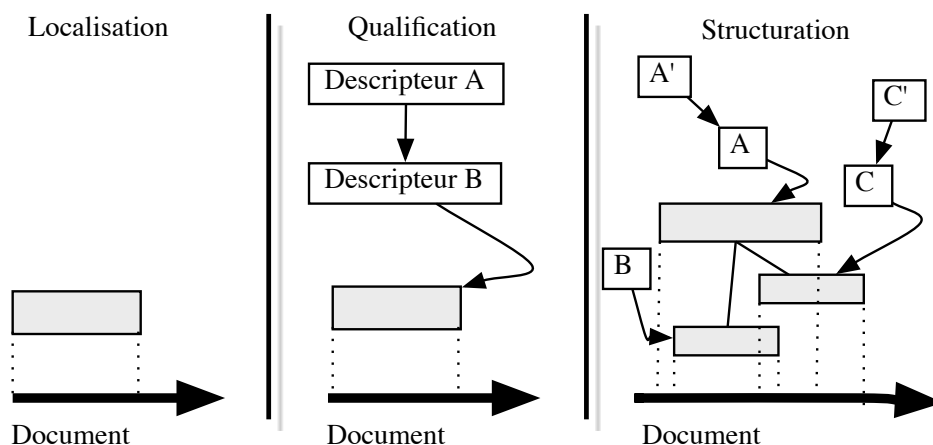 Localisation
Qualification
Structuration
Descripteur A
Descripteur B
A'
C'
A
C
B
Document
Document
Document